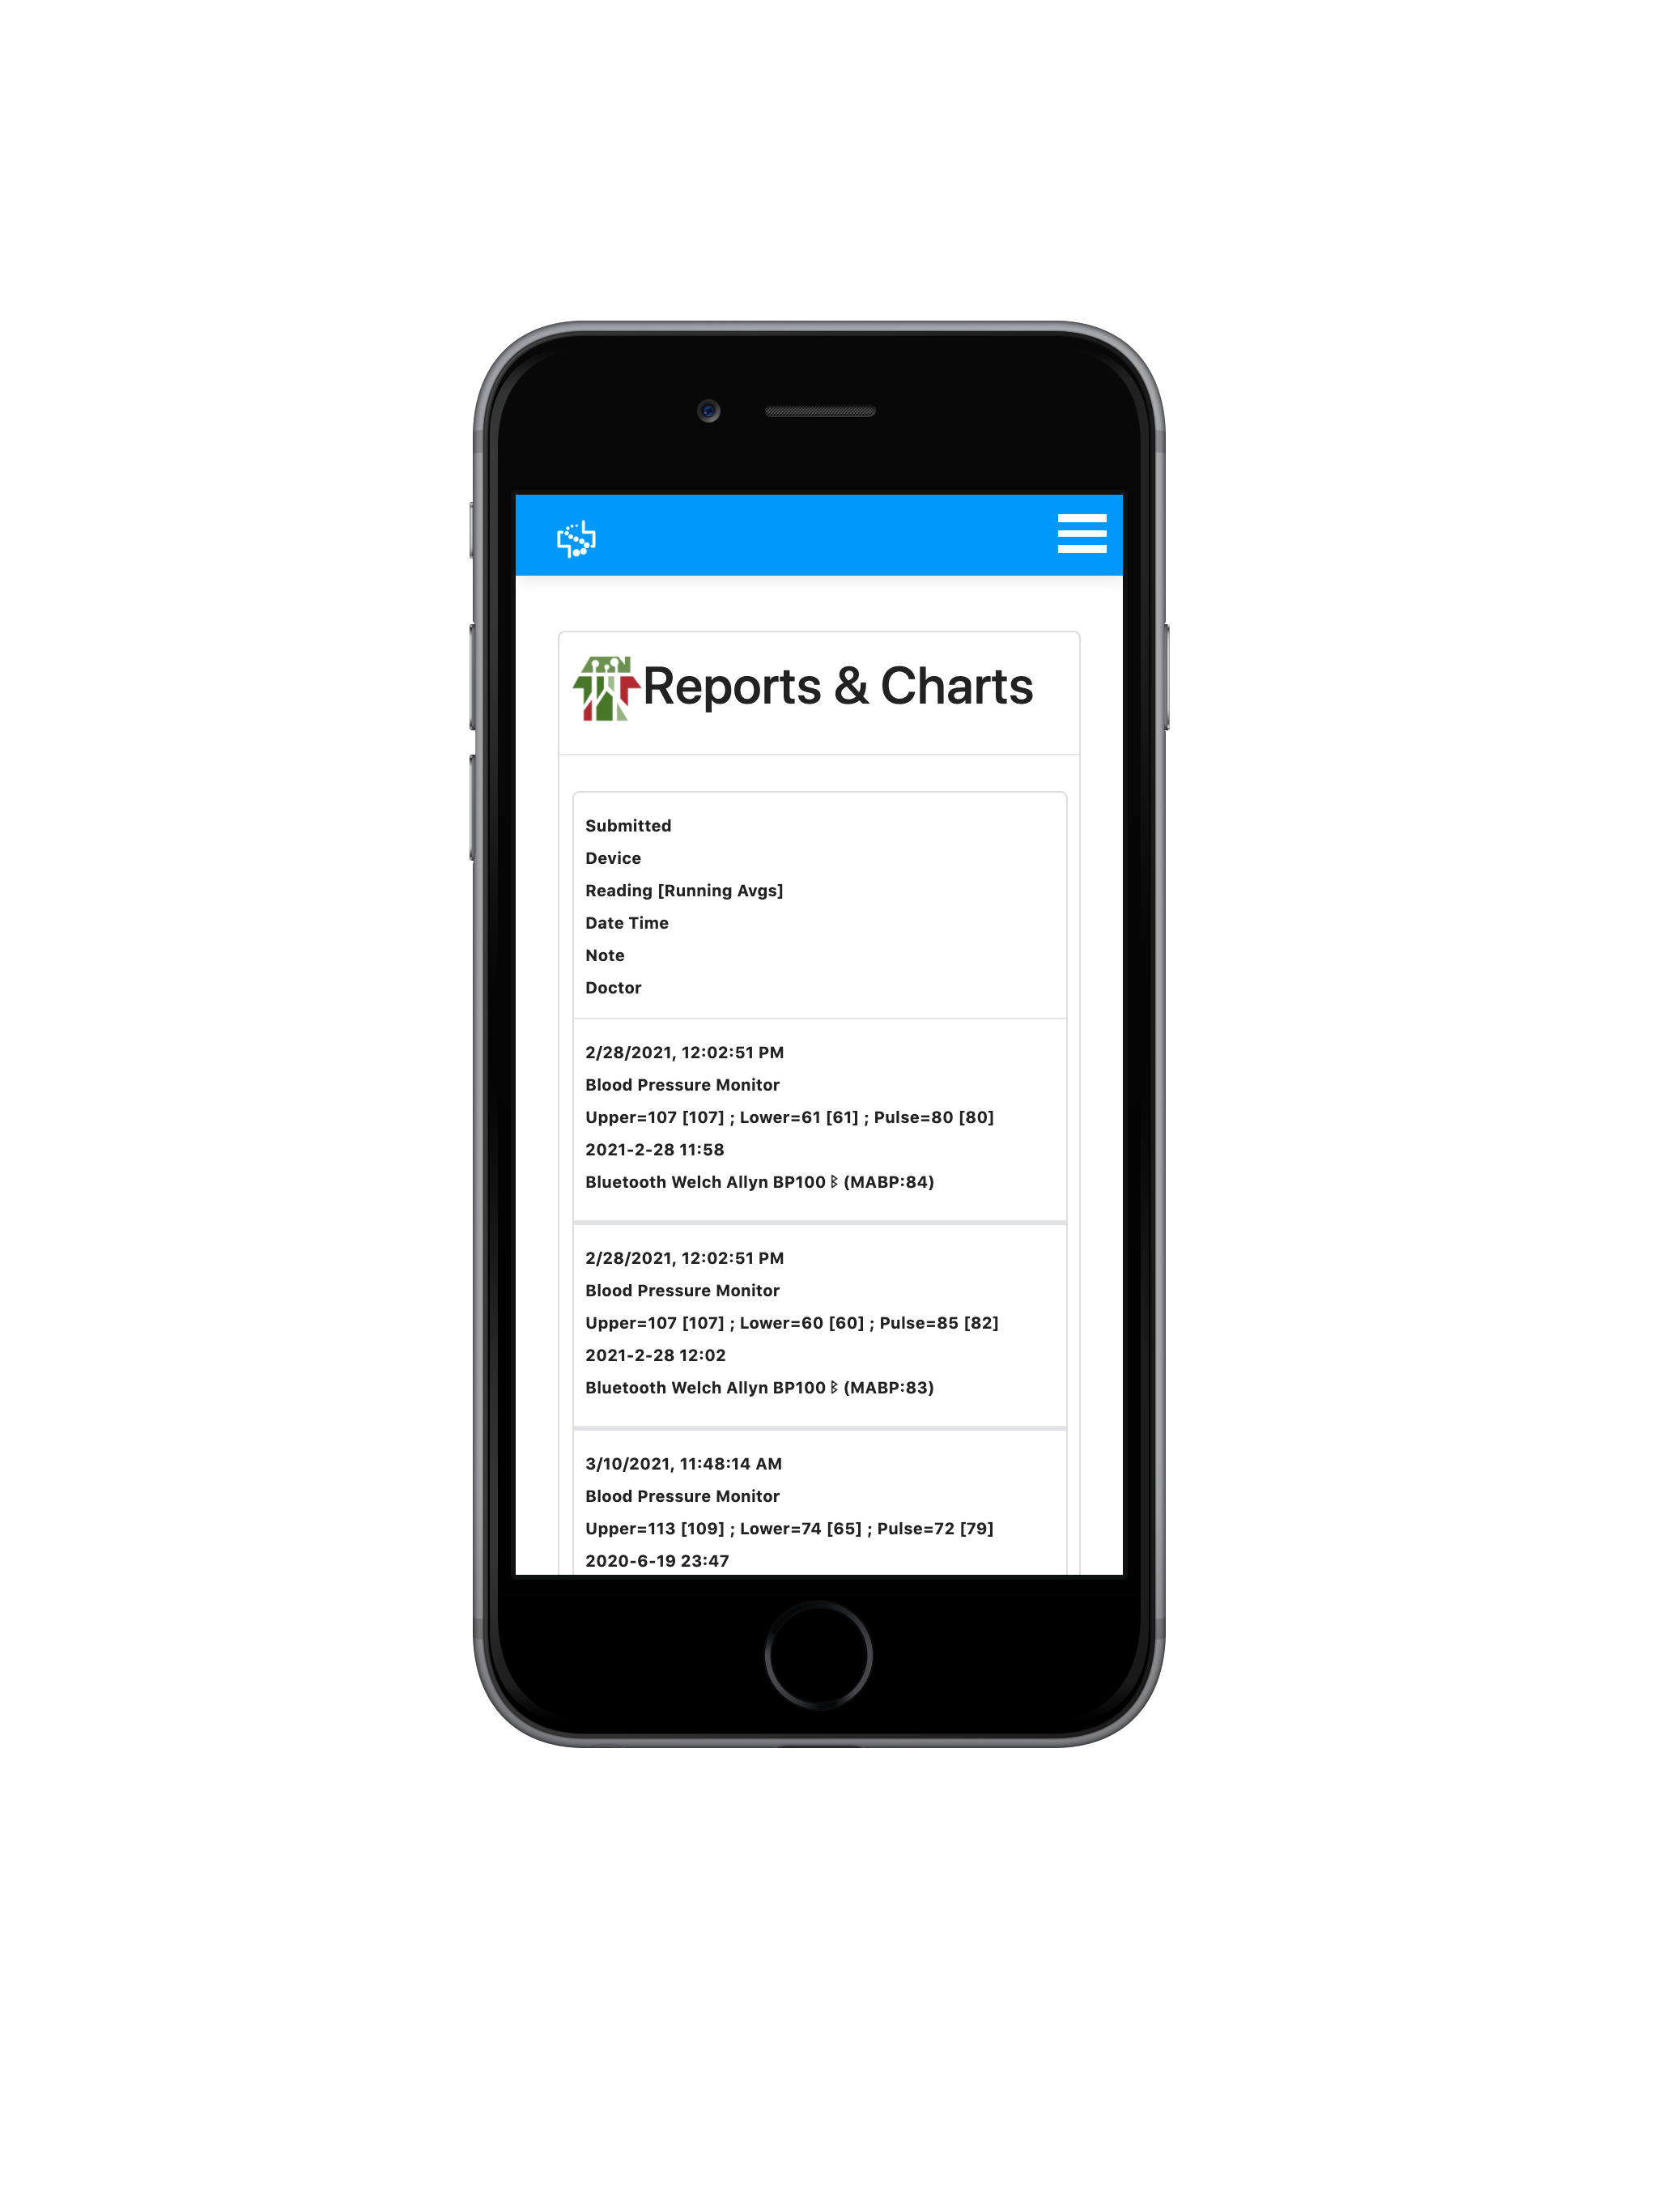 Reports & Charts
Submitted
Device
Reading [Running Avgs]
Date Time
Note
Doctor
2/28/2021, 12:02:51 PM
Blood Pressure Monitor
Upper=107 [107] ; Lower=61 [61] ; Pulse=80 [80]
2021-2-28 11:58
Bluetooth Welch Allyn BP100 ᛒ (MABP:84)
2/28/2021, 12:02:51 PM
Blood Pressure Monitor
Upper=107 [107] ; Lower=60 [60] ; Pulse=85 [82]
2021-2-28 12:02
Bluetooth Welch Allyn BP100 ᛒ (MABP:83)
3/10/2021, 11:48:14 AM
Blood Pressure Monitor
Upper=113 [109] ; Lower=74 [65] ; Pulse=72 [79]
2020-6-19 23:47